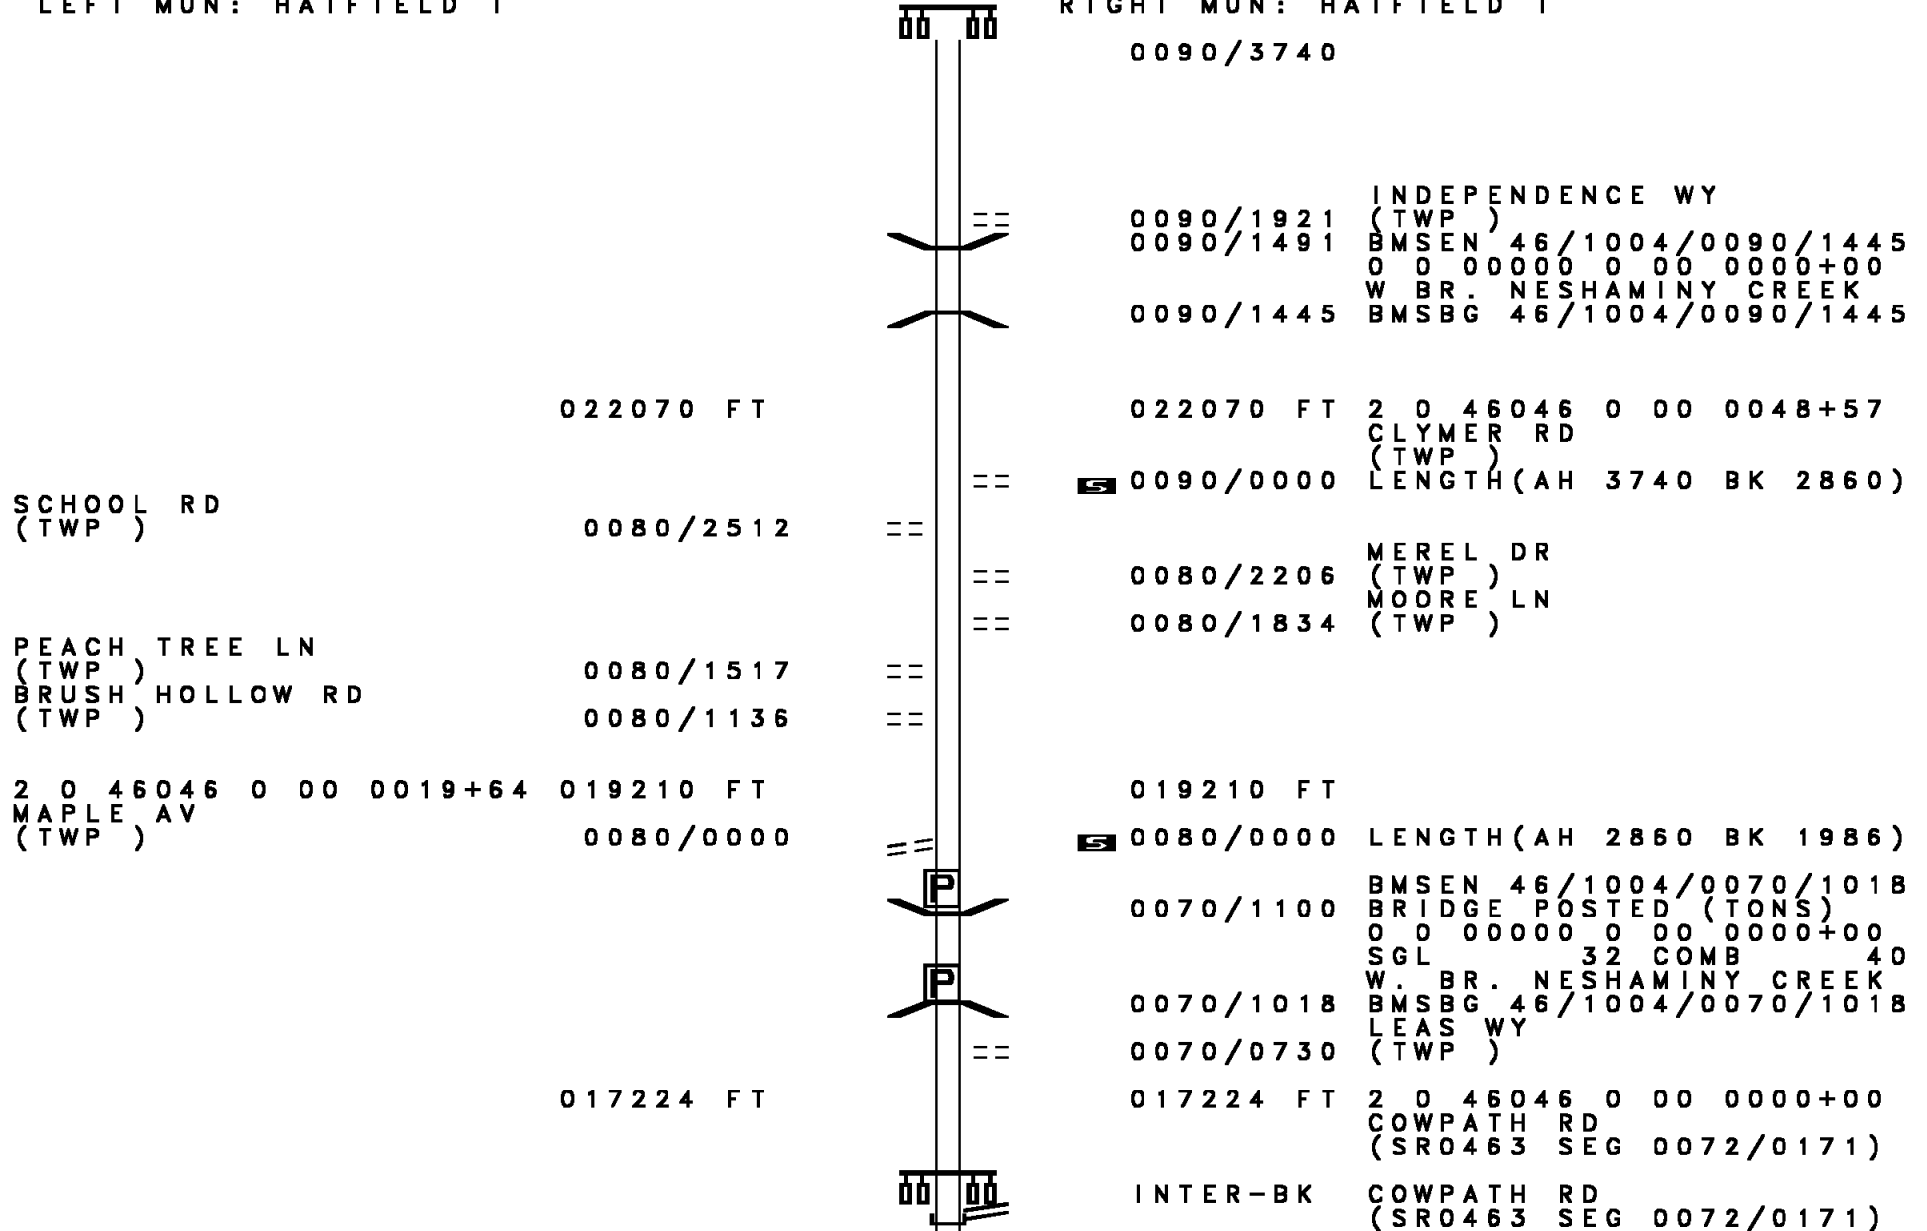 LEFT MUN: HATFIELD T RIGHT MUN: HATFIELD T
0090/3740
INDEPENDENCE WY
0090/1921 (TWP )
0090/1491 BMSEN 46/1004/0090/1445
0 0 00000 0 00 0000+00
W BR. NESHAMINY CREEK
0090/1445 BMSBG 46/1004/0090/1445
022070 FT 022070 FT 2 0 46046 0 00 0048+57
CLYMER RD
(TWP )
S 0090/0000 LENGTH(AH 3740 BK 2860)
SCHOOL RD
(TWP ) 0080/2512
MEREL DR
0080/2206 (TWP )
MOORE LN
0080/1834 (TWP )
PEACH TREE LN
(TWP ) 0080/1517
BRUSH HOLLOW RD
(TWP ) 0080/1136
2 0 46046 0 00 0019+64 019210 FT 019210 FT
MAPLE AV
(TWP ) 0080/0000 S 0080/0000 LENGTH(AH 2860 BK 1986)
P
BMSEN 46/1004/0070/1018
0070/1100 BRIDGE POSTED (TONS)
0 0 00000 0 00 0000+00
SGL 32 COMB 40
P
W. BR. NESHAMINY CREEK
0070/1018 BMSBG 46/1004/0070/1018
LEAS WY
0070/0730 (TWP )
017224 FT 017224 FT 2 0 46046 0 00 0000+00
COWPATH RD
(SR0463 SEG 0072/0171)
INTER-BK COWPATH RD
(SR0463 SEG 0072/0171)